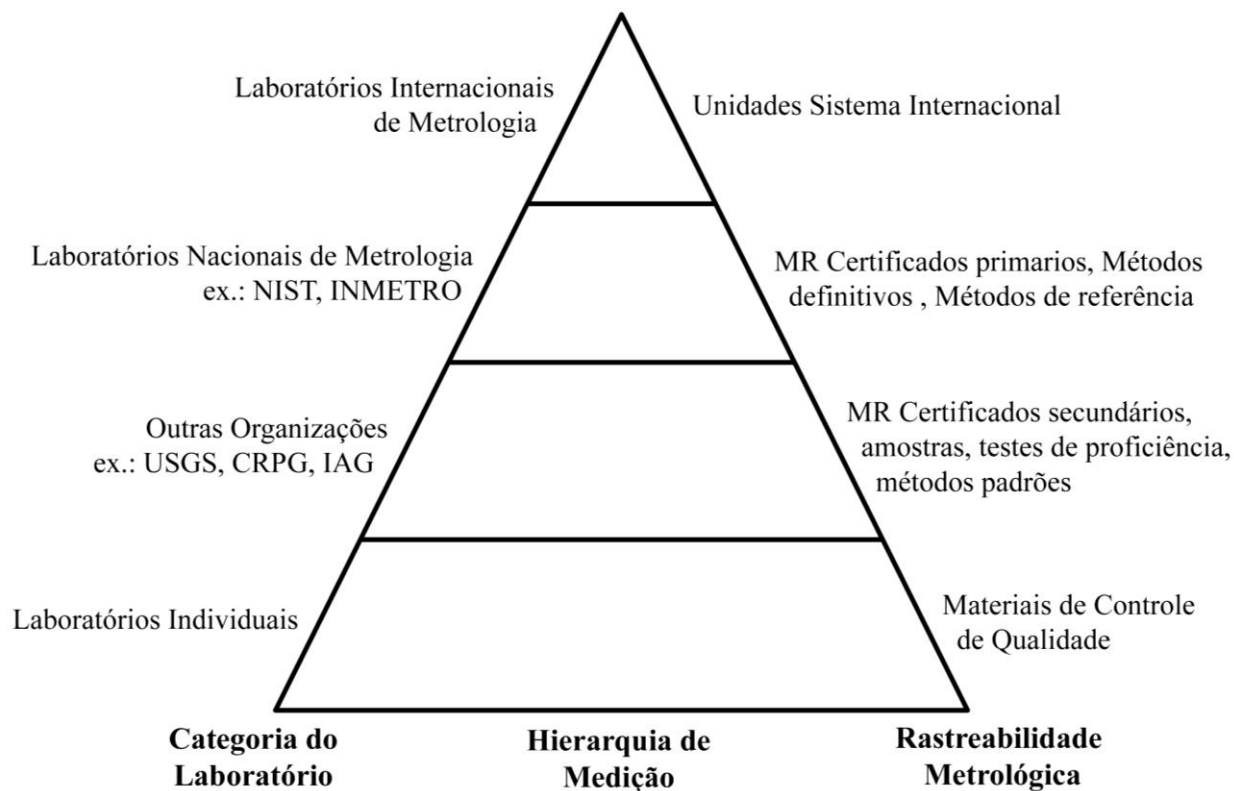 Laboratórios Internacionais
de Metrologia
Unidades Sistema Internacional
Laboratórios Nacionais de Metrologia
ex.: NIST, INMETRO
MR Certificados primarios, Métodos
definitivos , Métodos de referência
Outras Organizações
ex.: USGS, CRPG, IAG
MR Certificados secundários,
amostras, testes de proficiência,
métodos padrões
Laboratórios Individuais
Materiais de Controle
de Qualidade
Categoria do
Laboratório
Hierarquia de
Medição
Rastreabilidade
Metrológica